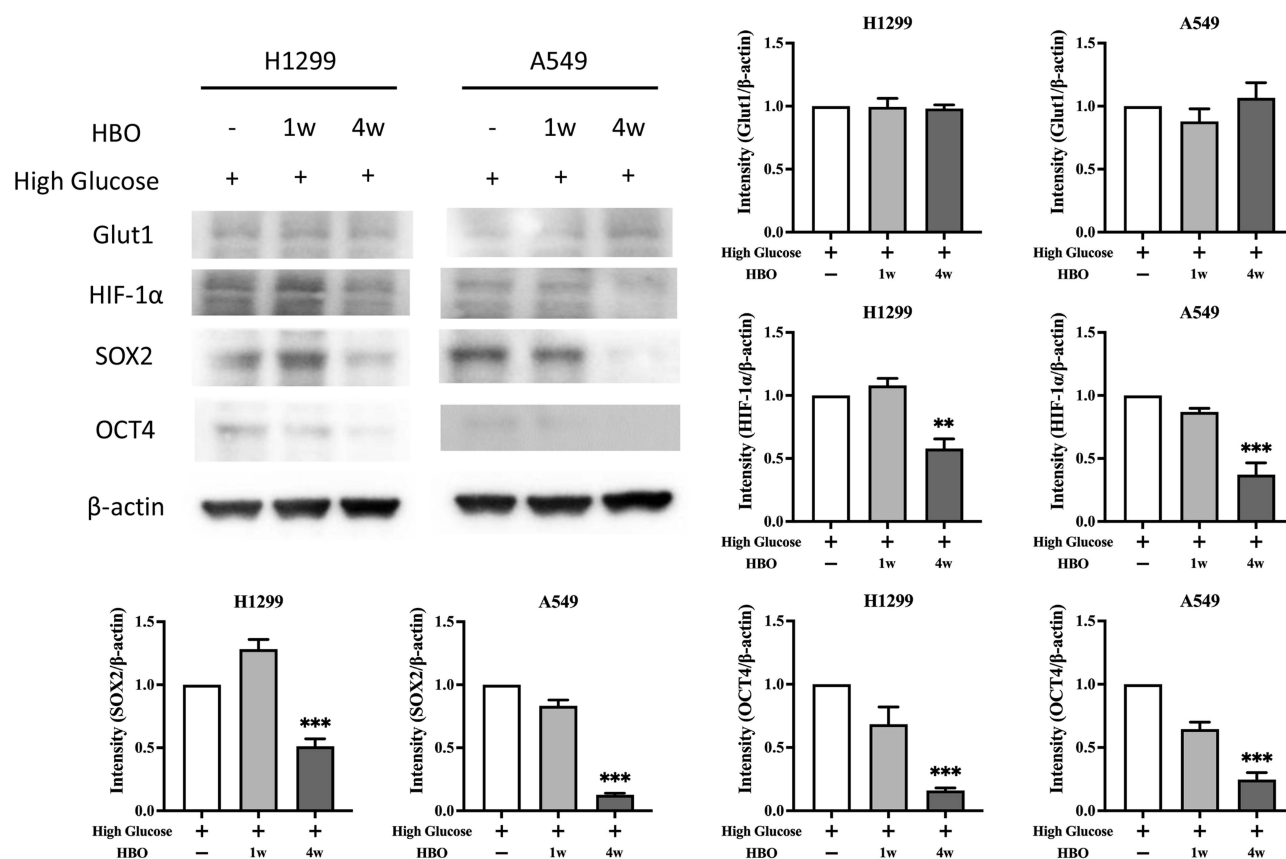 H1299 A549
HBO - 1w 4w - 1w 4w
High Glucose + + + + + +
Glut1
HIF-1α
SOX2
OCT4
β-actin
H1299
Intensity (Glut1/β-actin)
1.5
1.0
0.5
0.0
High Glucose + + +
HBO − 1w 4w
A549
Intensity (Glut1/β-actin)
1.5
1.0
0.5
0.0
High Glucose + + +
HBO − 1w 4w
H1299
Intensity (HIF-1α/β-actin)
1.5
1.0
0.5
0.0
**
High Glucose + + +
HBO − 1w 4w
A549
Intensity (HIF-1α/β-actin)
1.5
1.0
0.5
0.0
***
High Glucose + + +
HBO − 1w 4w
H1299
Intensity (SOX2/β-actin)
1.5
1.0
0.5
0.0
***
High Glucose + + +
HBO − 1w 4w
A549
Intensity (SOX2/β-actin)
1.5
1.0
0.5
0.0
***
High Glucose + + +
HBO − 1w 4w
H1299
Intensity (OCT4/β-actin)
1.5
1.0
0.5
0.0
***
High Glucose + + +
HBO − 1w 4w
A549
Intensity (OCT4/β-actin)
1.5
1.0
0.5
0.0
***
High Glucose + + +
HBO − 1w 4w